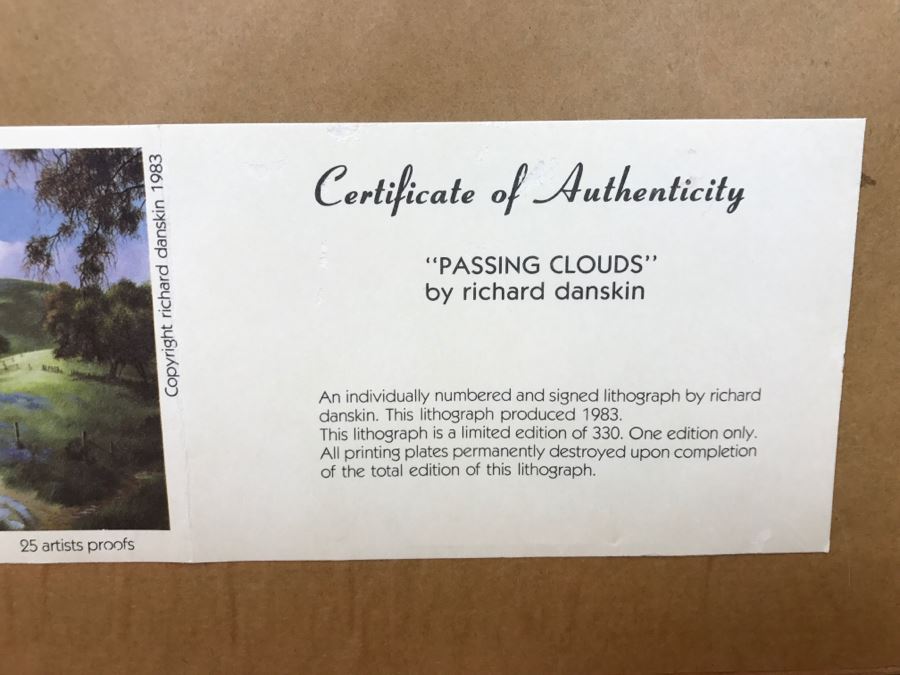 Certificate of Authenticity
“PASSING CLOUDS”
by richard danskin
An individually numbered and signed lithograph by richard
danskin. This lithograph produced 1983.
This lithograph is a limited edition of 330. One edition only.
All printing plates permanently destroyed upon completion
of the total edition of this lithograph.
Copyright richard danskin 1983
25 artists proofs